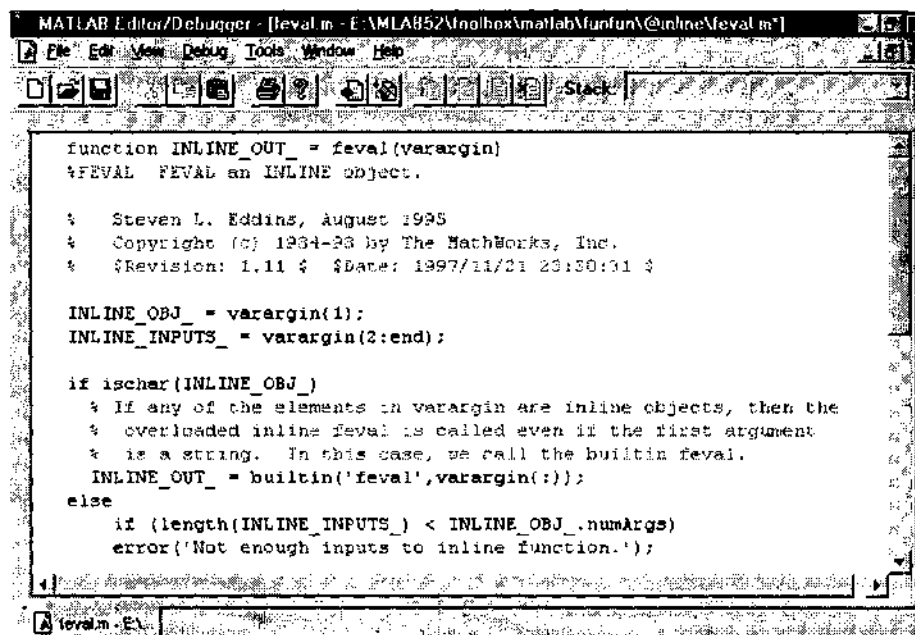 MATLAB Editor/Debugger - [feval.m - E:\MLAB52\toolbox\matlab\funfun\@inline\feval.m*]
File Edit View Debug Tools Window Help
Stack:
function INLINE_OUT_ = feval(varargin)
%FEVAL FEVAL an INLINE object.
% Steven L. Eddins, August 1995
% Copyright (c) 1984-98 by The MathWorks, Inc.
% $Revision: 1.11 $ $Date: 1997/11/21 23:30:31 $
INLINE_OBJ_ = varargin{1};
INLINE_INPUTS_ = varargin(2:end);
if ischar(INLINE_OBJ_)
% If any of the elements in varargin are inline objects, then the
% overloaded inline feval is called even if the first argument
% is a string. In this case, we call the builtin feval.
INLINE_OUT_ = builtin('feval',varargin{:});
else
if (length(INLINE_INPUTS_) < INLINE_OBJ_.numArgs)
error('Not enough inputs to inline function.');
feval.m - E:\...